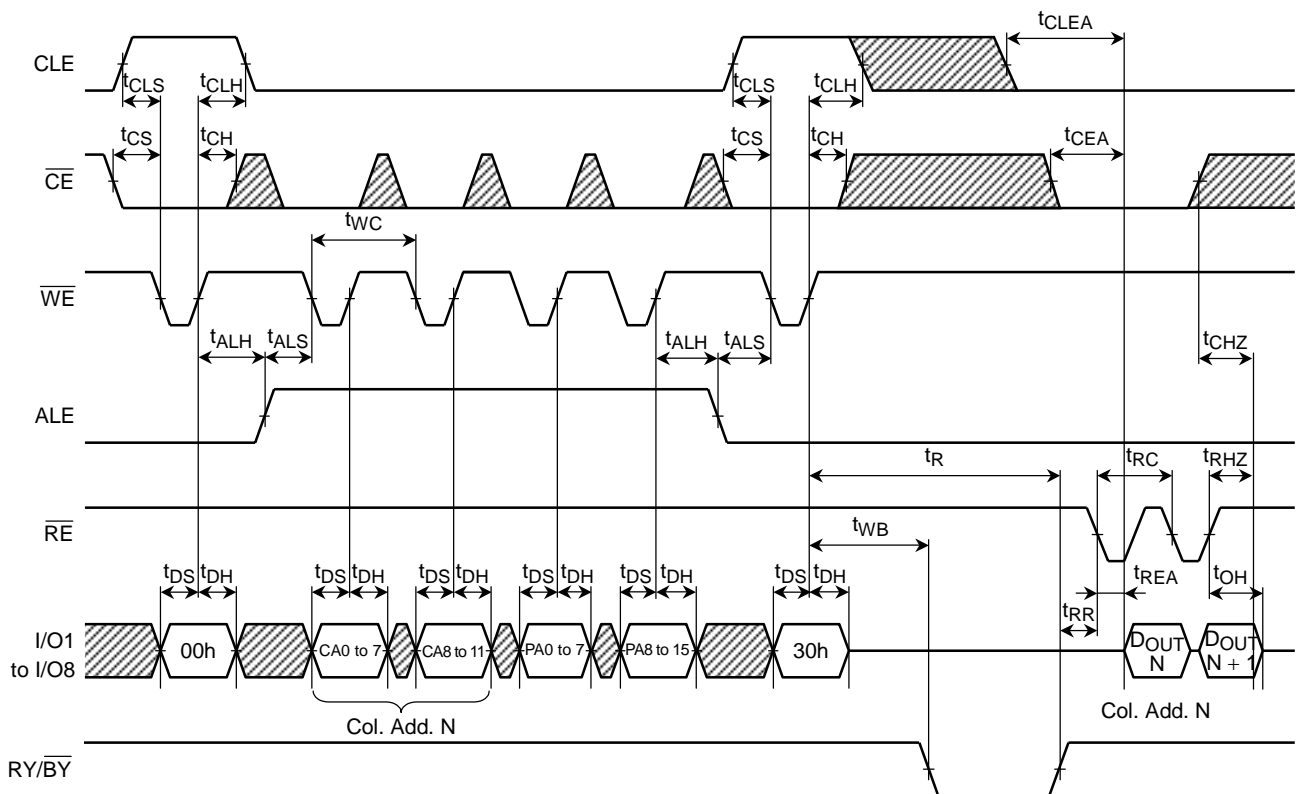 tCLEA
CLE
tCLS tCLH tCLS tCLH
tCS tCH tCS tCH tCEA
CE
tWC
WE
tALH tALS tALH tALS tCHZ
ALE
tR tRC tRHZ
RE
tWB
tDS tDH tDS tDH tDS tDH tDS tDH tDS tDH tDS tDH tREA tOH
tRR
I/O1
to I/O8
00h CA0 to 7 CA8 to 11 PA0 to 7 PA8 to 15 30h DOUT N DOUT N + 1
Col. Add. N Col. Add. N
RY/BY